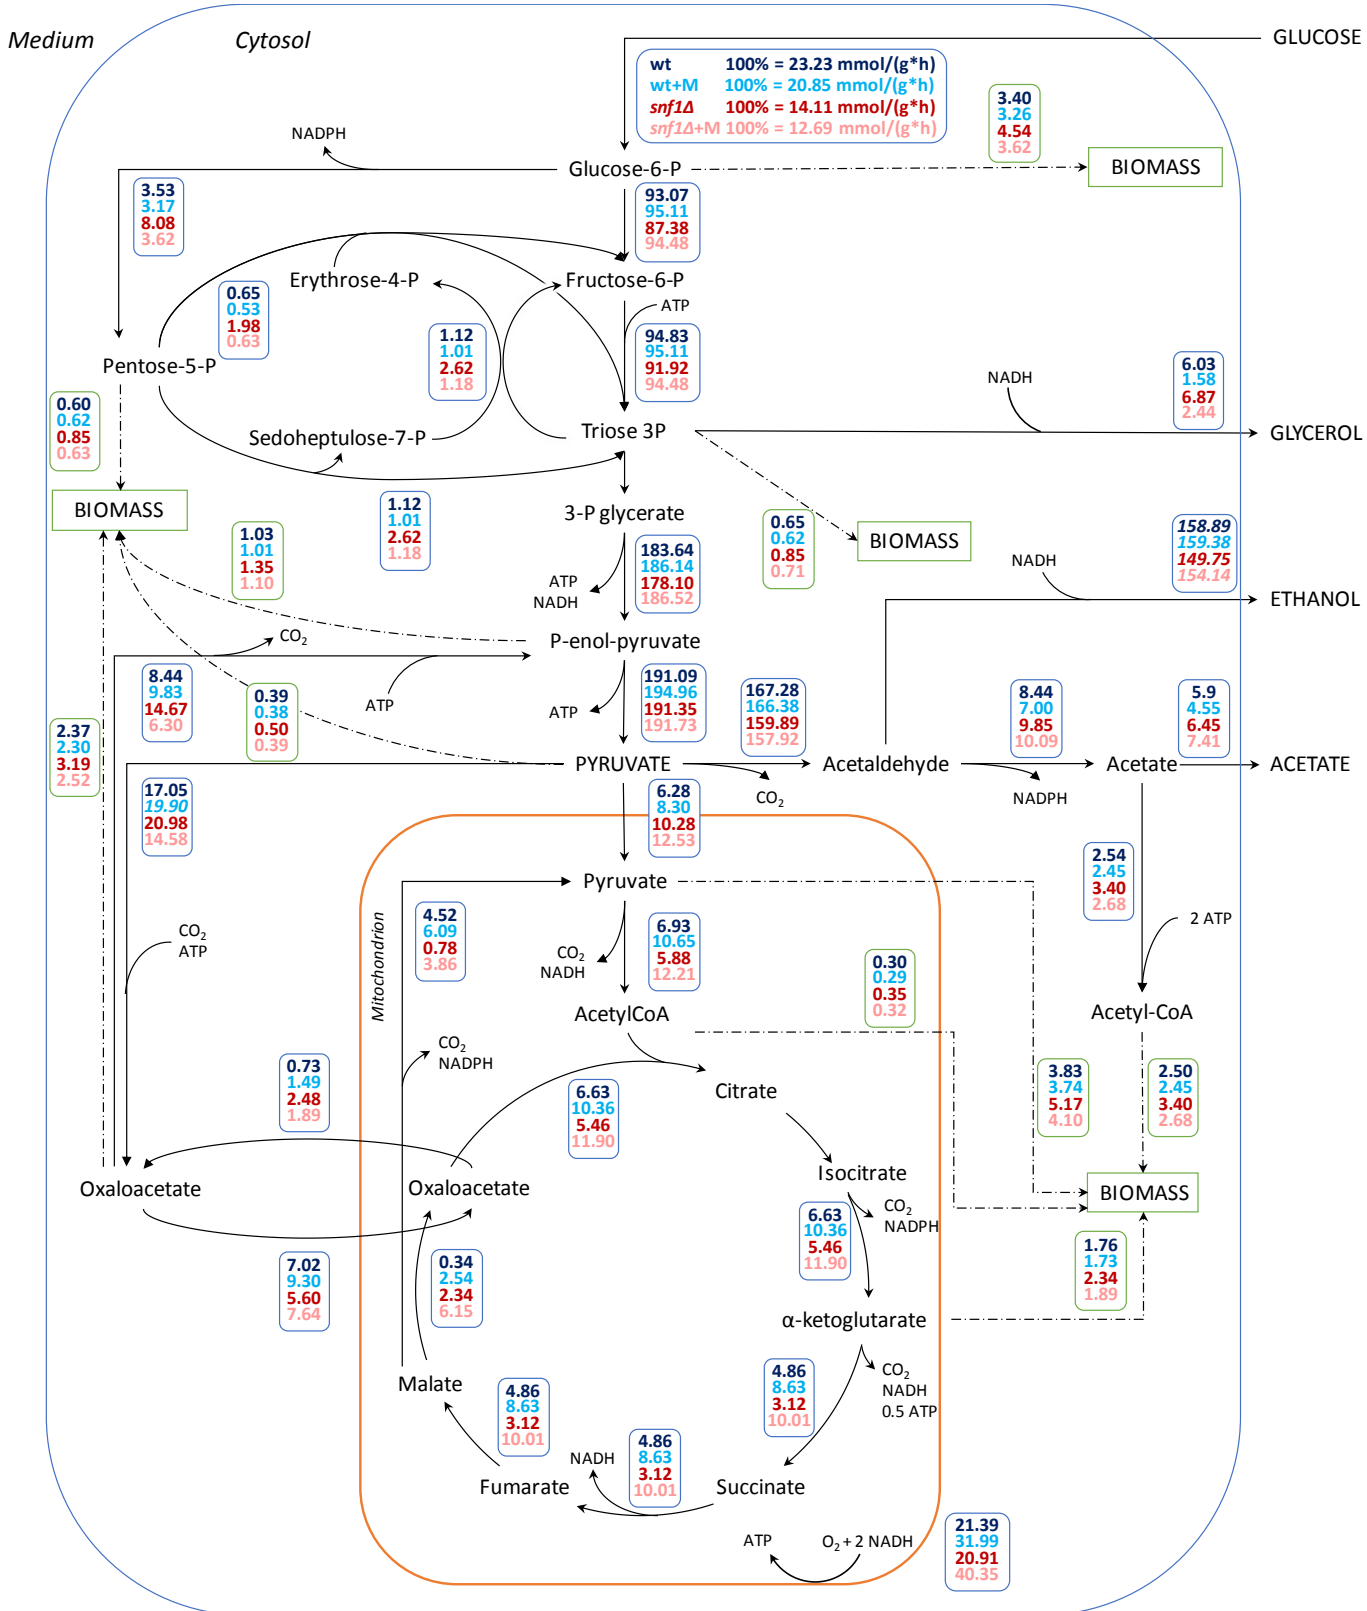 Medium
Cytosol
GLUCOSE
wt 100% = 23.23 mmol/(g*h)
wt+M 100% = 20.85 mmol/(g*h)
snf1Δ 100% = 14.11 mmol/(g*h)
snf1Δ+M 100% = 12.69 mmol/(g*h)
3.40
3.26
4.54
3.62
NADPH
Glucose-6-P
BIOMASS
3.53
3.17
8.08
3.62
93.07
95.11
87.38
94.48
Erythrose-4-P
Fructose-6-P
ATP
0.65
0.53
1.98
0.63
1.12
1.01
2.62
1.18
94.83
95.11
91.92
94.48
Pentose-5-P
NADH
6.03
1.58
6.87
2.44
0.60
0.62
0.85
0.63
Sedoheptulose-7-P
Triose 3P
GLYCEROL
BIOMASS
1.03
1.01
1.35
1.10
1.12
1.01
2.62
1.18
3-P glycerate
0.65
0.62
0.85
0.71
BIOMASS
158.89
159.38
149.75
154.14
183.64
186.14
178.10
186.52
ATP
NADH
NADH
ETHANOL
CO2
P-enol-pyruvate
8.44
9.83
14.67
6.30
0.39
0.38
0.50
0.39
ATP
ATP
191.09
194.96
191.35
191.73
167.28
166.38
159.89
157.92
8.44
7.00
9.85
10.09
5.9
4.55
6.45
7.41
2.37
2.30
3.19
2.52
PYRUVATE
Acetaldehyde
Acetate
ACETATE
17.05
19.90
20.98
14.58
6.28
8.30
10.28
12.53
CO2
NADPH
2.54
2.45
3.40
2.68
Pyruvate
Mitochondrion
4.52
6.09
0.78
3.86
CO2
ATP
CO2
NADH
6.93
10.65
5.88
12.21
2 ATP
0.30
0.29
0.35
0.32
AcetylCoA
Acetyl-CoA
CO2
NADPH
0.73
1.49
2.48
1.89
6.63
10.36
5.46
11.90
Citrate
3.83
3.74
5.17
4.10
2.50
2.45
3.40
2.68
Isocitrate
Oxaloacetate
Oxaloacetate
BIOMASS
CO2
NADPH
6.63
10.36
5.46
11.90
7.02
9.30
5.60
7.64
0.34
2.54
2.34
6.15
1.76
1.73
2.34
1.89
α-ketoglutarate
Malate
4.86
8.63
3.12
10.01
4.86
8.63
3.12
10.01
CO2
NADH
0.5 ATP
NADH
4.86
8.63
3.12
10.01
Fumarate
Succinate
ATP
O2 + 2 NADH
21.39
31.99
20.91
40.35